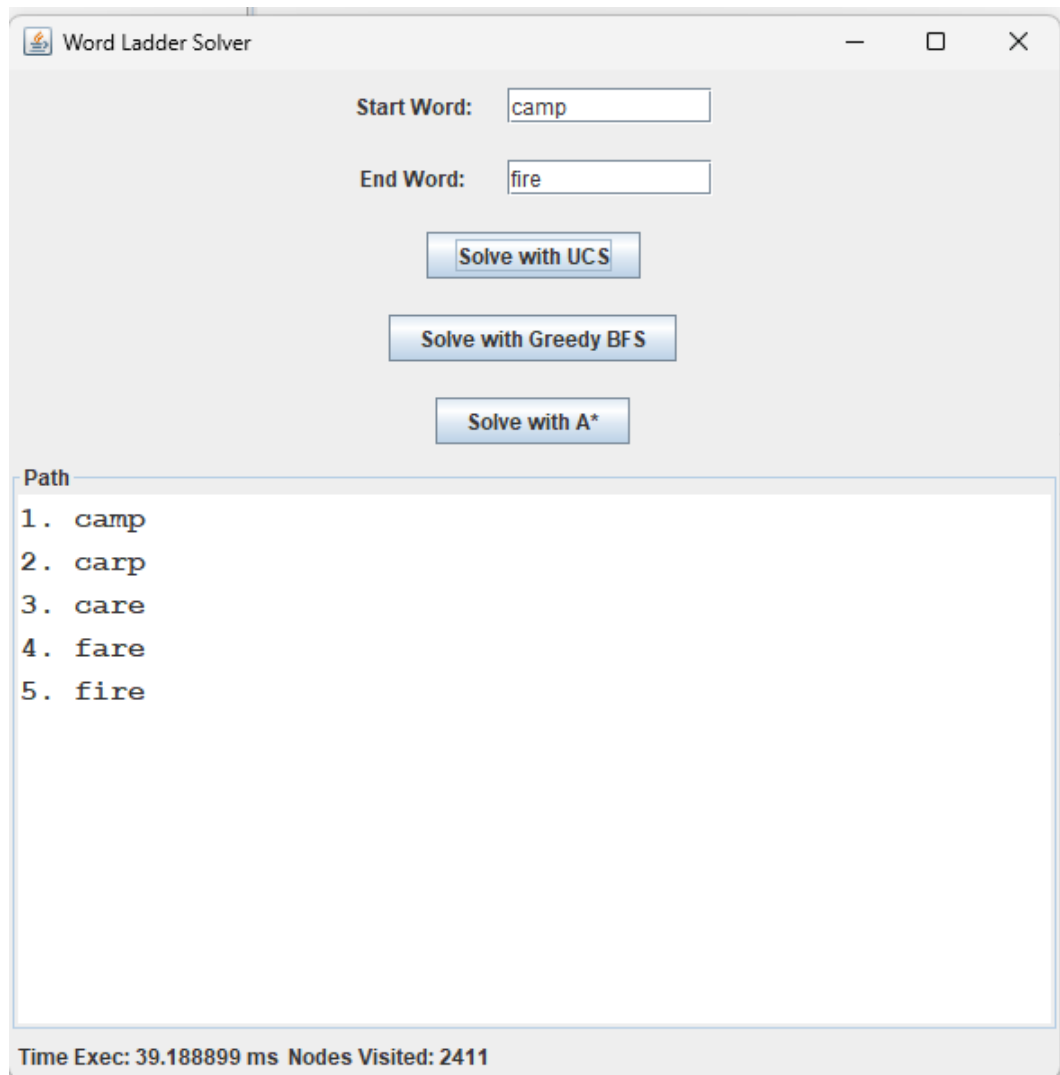 Word Ladder Solver
Start Word: camp
End Word: fire
Solve with UCS
Solve with Greedy BFS
Solve with A*
Path
1. camp
2. carp
3. care
4. fare
5. fire
Time Exec: 39.188899 ms Nodes Visited: 2411